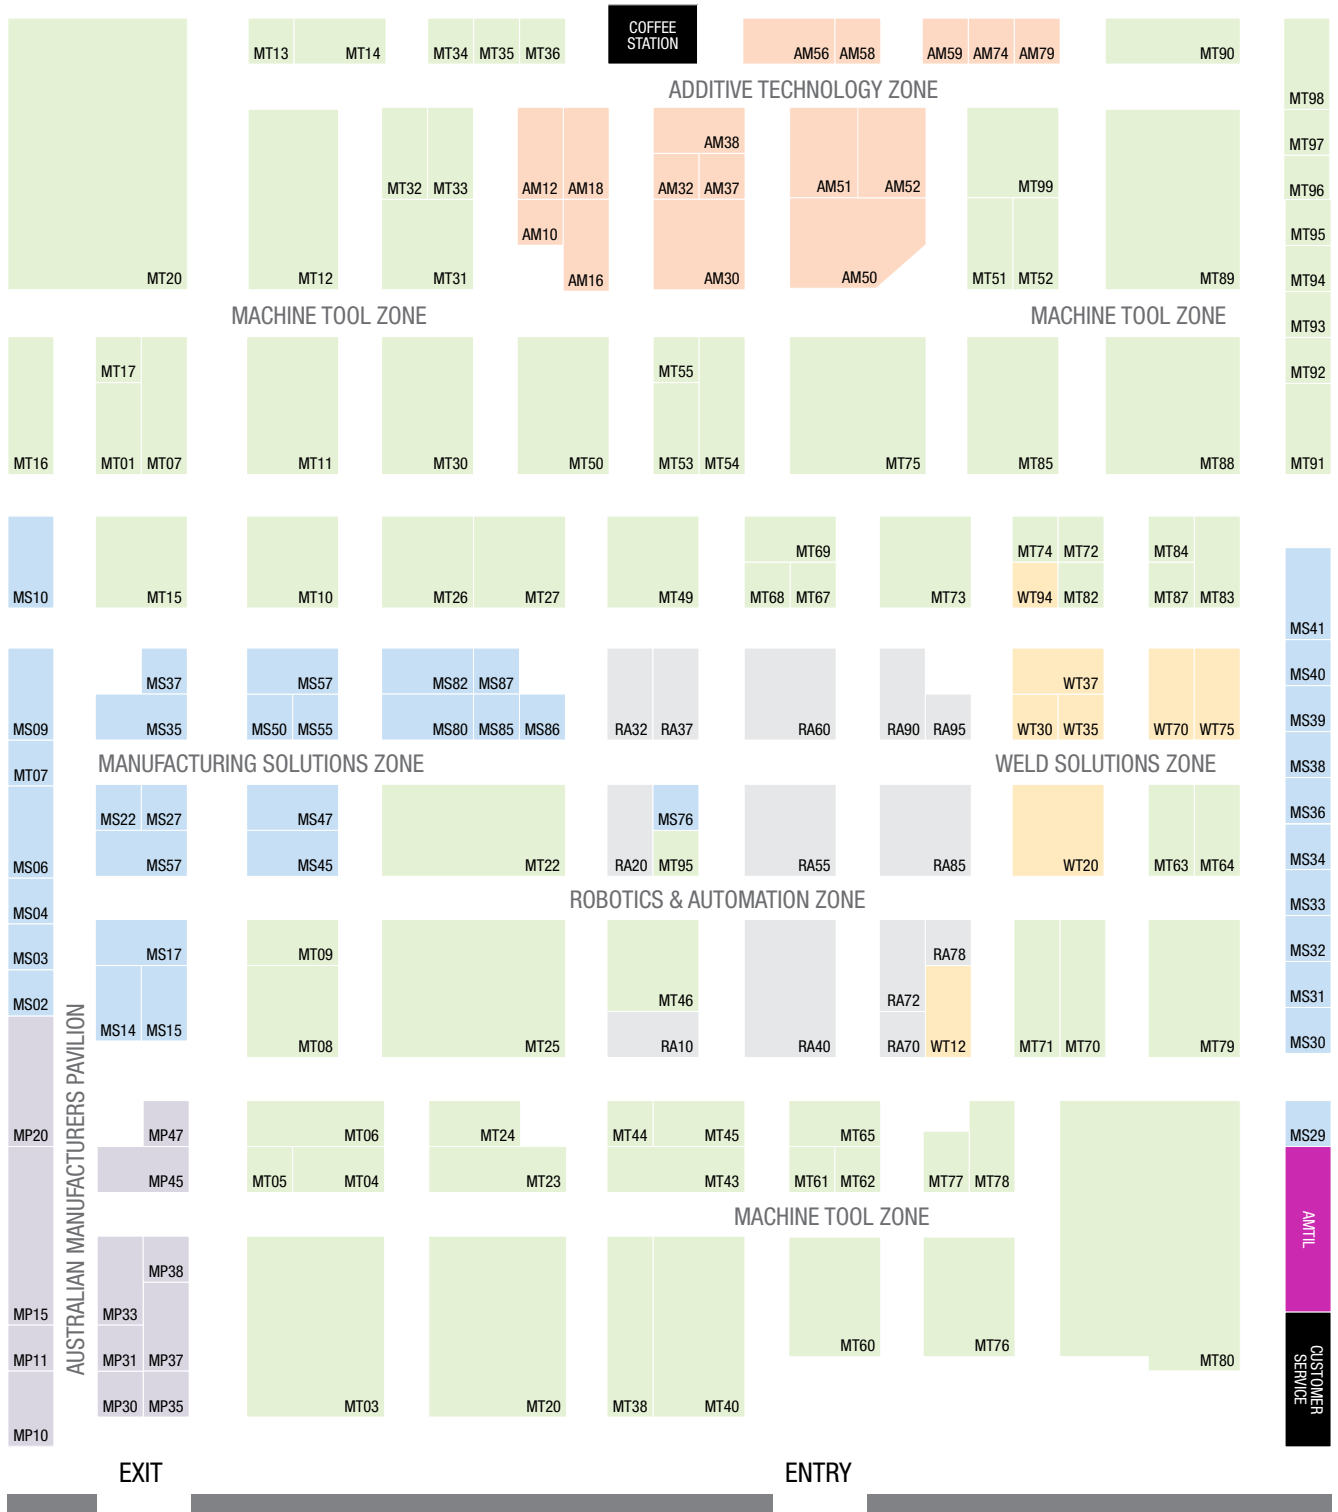 COFFEE
STATION
MT13 MT14 MT34 MT35 MT36 AM56 AM58 AM59 AM74 AM79 MT90
ADDITIVE TECHNOLOGY ZONE
MT98
AM38 MT97
MT32 MT33 AM12 AM18 AM32 AM37 AM51 AM52 MT99 MT96
AM10 MT95
MT20 MT12 MT31 AM16 AM30 AM50 MT51 MT52 MT89 MT94
MACHINE TOOL ZONE MACHINE TOOL ZONE MT93
MT17 MT55 MT92
MT16 MT01 MT07 MT11 MT30 MT50 MT53 MT54 MT75 MT85 MT88 MT91
MT69 MT74 MT72 MT84
MS10 MT15 MT10 MT26 MT27 MT49 MT68 MT67 MT73 WT94 MT82 MT87 MT83
MS41
MS37 MS57 MS82 MS87 WT37 MS40
MS09 MS35 MS50 MS55 MS80 MS85 MS86 RA32 RA37 RA60 RA90 RA95 WT30 WT35 WT70 WT75 MS39
MANUFACTURING SOLUTIONS ZONE WELD SOLUTIONS ZONE
MT07 MS38
MS22 MS27 MS47 MS76 MS36
MS06 MS57 MS45 MT22 RA20 MT95 RA55 RA85 WT20 MT63 MT64 MS34
ROBOTICS & AUTOMATION ZONE
MS04 MS33
MS03 MS17 MT09 RA78 MS32
MS02 MT46 RA72 MS31
MS14 MS15 MT08 MT25 RA10 RA40 RA70 WT12 MT71 MT70 MT79 MS30
AUSTRALIAN MANUFACTURERS PAVILION
MP20 MP47 MT06 MT24 MT44 MT45 MT65 MS29
MP45 MT05 MT04 MT23 MT43 MT61 MT62 MT77 MT78
MACHINE TOOL ZONE
AMTIL
MP38
MP15 MP33
MP11 MP31 MP37 MT60 MT76 MT80
MP30 MP35 MT03 MT20 MT38 MT40
MP10
CUSTOMER
SERVICE
EXIT ENTRY